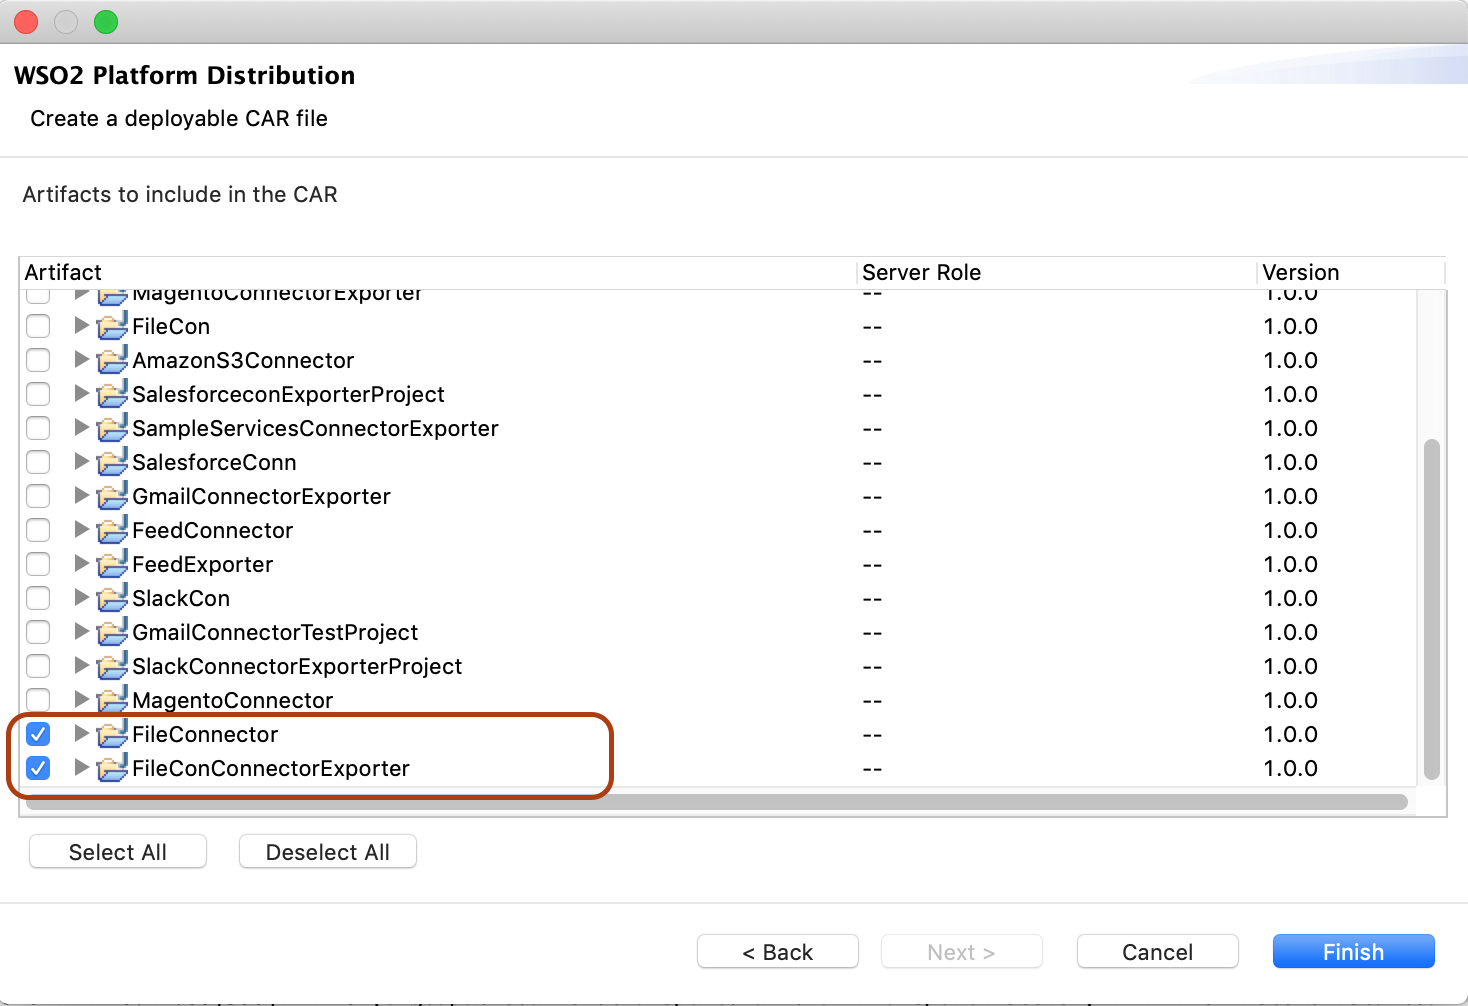 WSO2 Platform Distribution
Create a deployable CAR file
Artifacts to include in the CAR
Artifact Server Role Version
MagentoConnectorExporter -- 1.0.0
FileCon -- 1.0.0
AmazonS3Connector -- 1.0.0
SalesforceconExporterProject -- 1.0.0
SampleServicesConnectorExporter -- 1.0.0
SalesforceConn -- 1.0.0
GmailConnectorExporter -- 1.0.0
FeedConnector -- 1.0.0
FeedExporter -- 1.0.0
SlackCon -- 1.0.0
GmailConnectorTestProject -- 1.0.0
SlackConnectorExporterProject -- 1.0.0
MagentoConnector -- 1.0.0
FileConnector -- 1.0.0
FileConConnectorExporter -- 1.0.0
Select All Deselect All
< Back Next > Cancel Finish